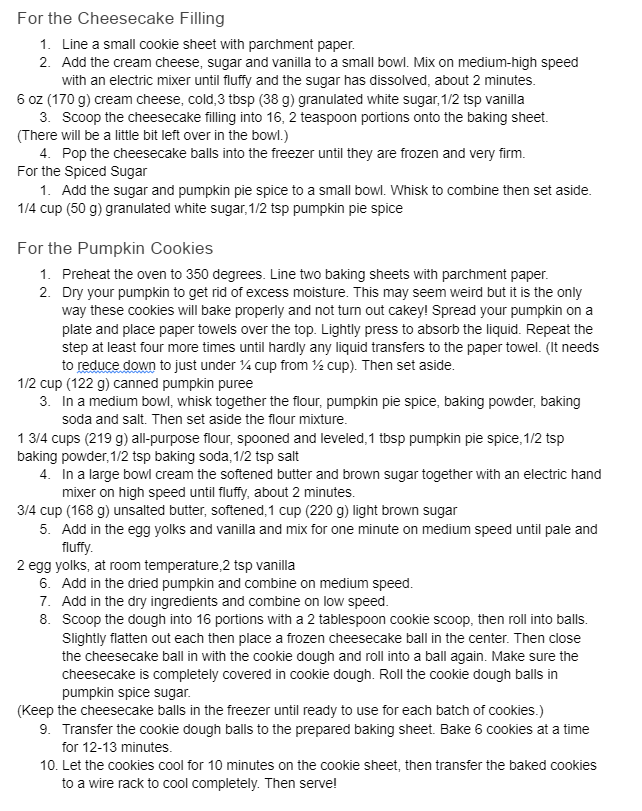 For the Cheesecake Filling
1. Line a small cookie sheet with parchment paper.
2. Add the cream cheese, sugar and vanilla to a small bowl. Mix on medium-high speed
with an electric mixer until fluffy and the sugar has dissolved, about 2 minutes.
6 oz (170 g) cream cheese, cold,3 tbsp (38 g) granulated white sugar,1/2 tsp vanilla
3. Scoop the cheesecake filling into 16, 2 teaspoon portions onto the baking sheet.
(There will be a little bit left over in the bowl.)
4. Pop the cheesecake balls into the freezer until they are frozen and very firm.
For the Spiced Sugar
1. Add the sugar and pumpkin pie spice to a small bowl. Whisk to combine then set aside.
1/4 cup (50 g) granulated white sugar,1/2 tsp pumpkin pie spice
For the Pumpkin Cookies
1. Preheat the oven to 350 degrees. Line two baking sheets with parchment paper.
2. Dry your pumpkin to get rid of excess moisture. This may seem weird but it is the only
way these cookies will bake properly and not turn out cakey! Spread your pumpkin on a
plate and place paper towels over the top. Lightly press to absorb the liquid. Repeat the
step at least four more times until hardly any liquid transfers to the paper towel. (It needs
to reduce down to just under ¼ cup from ½ cup). Then set aside.
1/2 cup (122 g) canned pumpkin puree
3. In a medium bowl, whisk together the flour, pumpkin pie spice, baking powder, baking
soda and salt. Then set aside the flour mixture.
1 3/4 cups (219 g) all-purpose flour, spooned and leveled,1 tbsp pumpkin pie spice,1/2 tsp
baking powder,1/2 tsp baking soda,1/2 tsp salt
4. In a large bowl cream the softened butter and brown sugar together with an electric hand
mixer on high speed until fluffy, about 2 minutes.
3/4 cup (168 g) unsalted butter, softened,1 cup (220 g) light brown sugar
5. Add in the egg yolks and vanilla and mix for one minute on medium speed until pale and
fluffy.
2 egg yolks, at room temperature,2 tsp vanilla
6. Add in the dried pumpkin and combine on medium speed.
7. Add in the dry ingredients and combine on low speed.
8. Scoop the dough into 16 portions with a 2 tablespoon cookie scoop, then roll into balls.
Slightly flatten out each then place a frozen cheesecake ball in the center. Then close
the cheesecake ball in with the cookie dough and roll into a ball again. Make sure the
cheesecake is completely covered in cookie dough. Roll the cookie dough balls in
pumpkin spice sugar.
(Keep the cheesecake balls in the freezer until ready to use for each batch of cookies.)
9. Transfer the cookie dough balls to the prepared baking sheet. Bake 6 cookies at a time
for 12-13 minutes.
10. Let the cookies cool for 10 minutes on the cookie sheet, then transfer the baked cookies
to a wire rack to cool completely. Then serve!